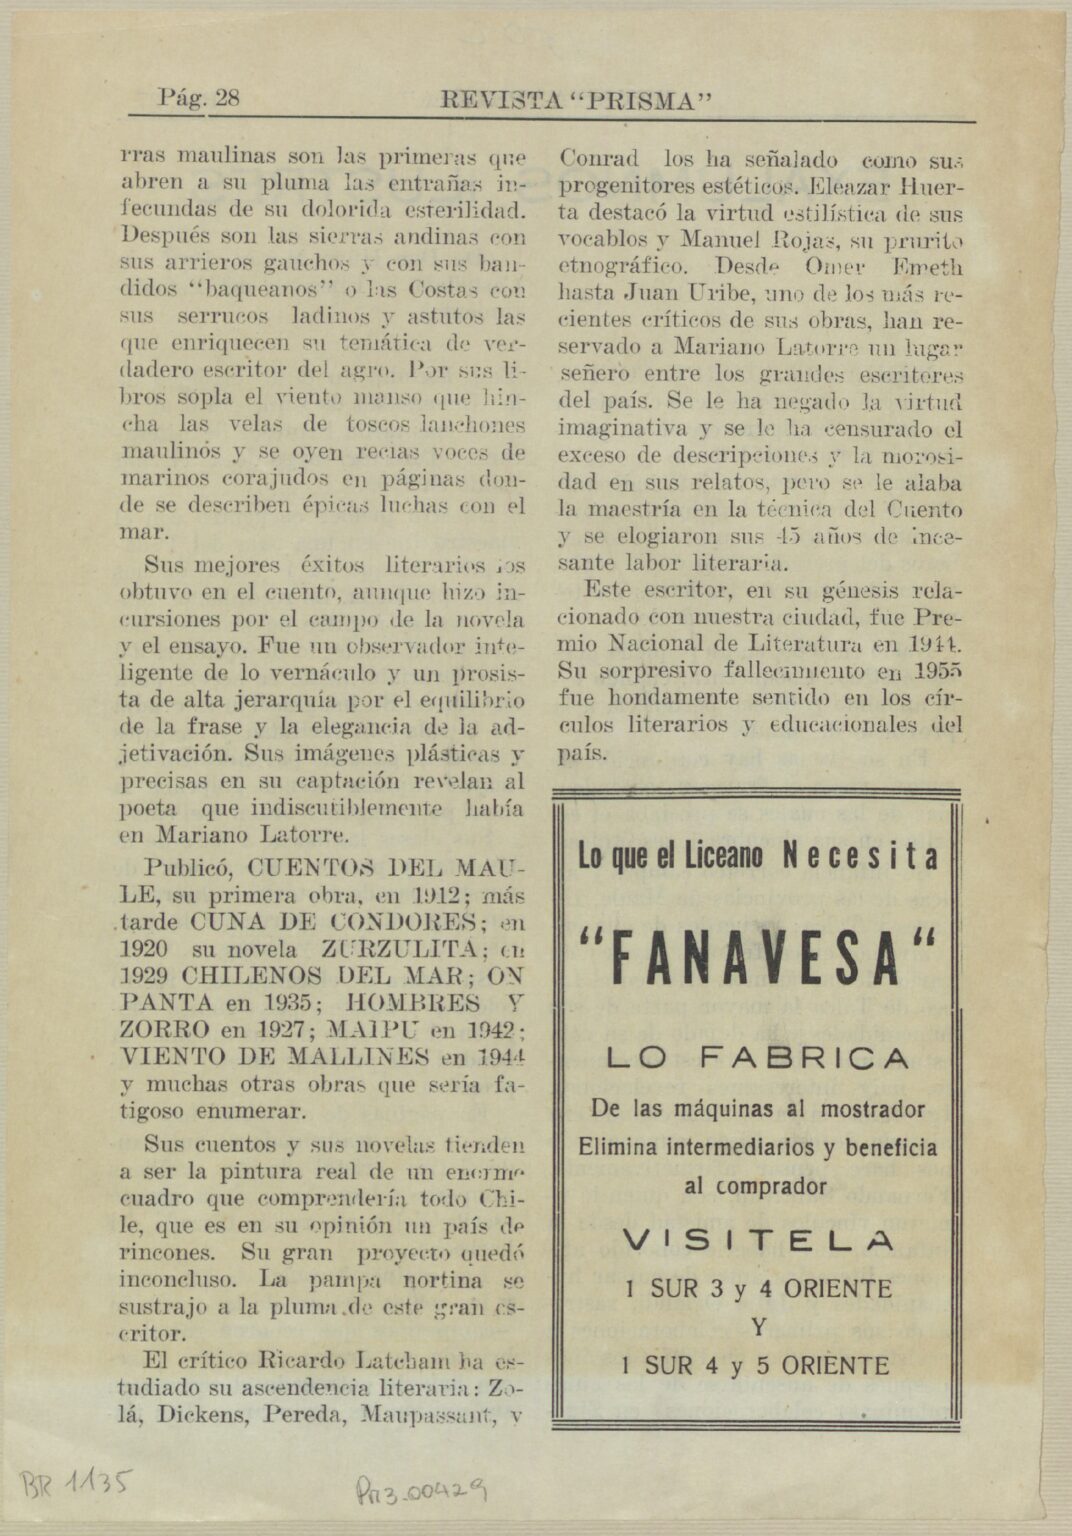 Pág. 28
REVISTA "PRISMA"
rras maulinas son las primeras que
abren a su pluma las entrañas in-
fecundas de su dolorida esterilidad.
Después son las sierras andinas con
sus arrieros gauchos y con sus ban-
didos "baqueanos" o las Costas con
sus serrucos ladinos y astutos las
que enriquecen su temática de ver-
dadero escritor del agro. Por sus li-
bros sopla el viento manso que hin-
cha las velas de toscos lanchones
maulinos y se oyen recias voces de
marinos corajudos en páginas don-
de se describen épicas luchas con el
mar.
Sus mejores éxitos literarios los
obtuvo en el cuento, aunque hizo in-
cursiones por el campo de la novela
y el ensayo. Fue un observador inte-
ligente de lo vernáculo y un prosis-
ta de alta jerarquía por el equilibrio
de la frase y la elegancia de la ad-
jetivación. Sus imágenes plásticas y
precisas en su captación revelan al
poeta que indiscutiblemente había
en Mariano Latorre.
Publicó, CUENTOS DEL MAU-
LE, su primera obra, en 1912; más
tarde CUNA DE CONDORES; en
1920 su novela ZURZULITA; en
1929 CHILENOS DEL MAR; ON
PANTA en 1935; HOMBRES Y
ZORRO en 1927; MAIPU en 1942;
VIENTO DE MALLINES en 1944
y muchas otras obras que sería fa-
tigoso enumerar.
Sus cuentos y sus novelas tienden
a ser la pintura real de un enorme
cuadro que comprendería todo Chi-
le, que es en su opinión un país de
rincones. Su gran proyecto quedó
inconcluso. La pampa nortina se
sustrajo a la pluma de este gran es-
critor.
El crítico Ricardo Latcham ha es-
tudiado su ascendencia literaria: Zo-
lá, Dickens, Pereda, Maupassant, y
Conrad los ha señalado como sus
progenitores estéticos. Eleazar Huer-
ta destacó la virtud estilística de sus
vocablos y Manuel Rojas, su prurito
etnográfico. Desde Omer Emeth
hasta Juan Uribe, uno de los más re-
cientes críticos de sus obras, han re-
servado a Mariano Latorre un lugar
señero entre los grandes escritores
del país. Se le ha negado la virtud
imaginativa y se le ha censurado el
exceso de descripciones y la morosi-
dad en sus relatos, pero se le alaba
la maestría en la técnica del Cuento
y se elogiaron sus 45 años de ince-
sante labor literaria.
Este escritor, en su génesis rela-
cionado con nuestra ciudad, fue Pre-
mio Nacional de Literatura en 1944.
Su sorpresivo fallecimiento en 1955
fue hondamente sentido en los cír-
culos literarios y educacionales del
país.
Lo que el Liceano Necesita
"FANAVESA"
LO FABRICA
De las máquinas al mostrador
Elimina intermediarios y beneficia
al comprador
VISITELA
1 SUR 3 y 4 ORIENTE
Y
1 SUR 4 y 5 ORIENTE
BR 1135
Pn3-00429